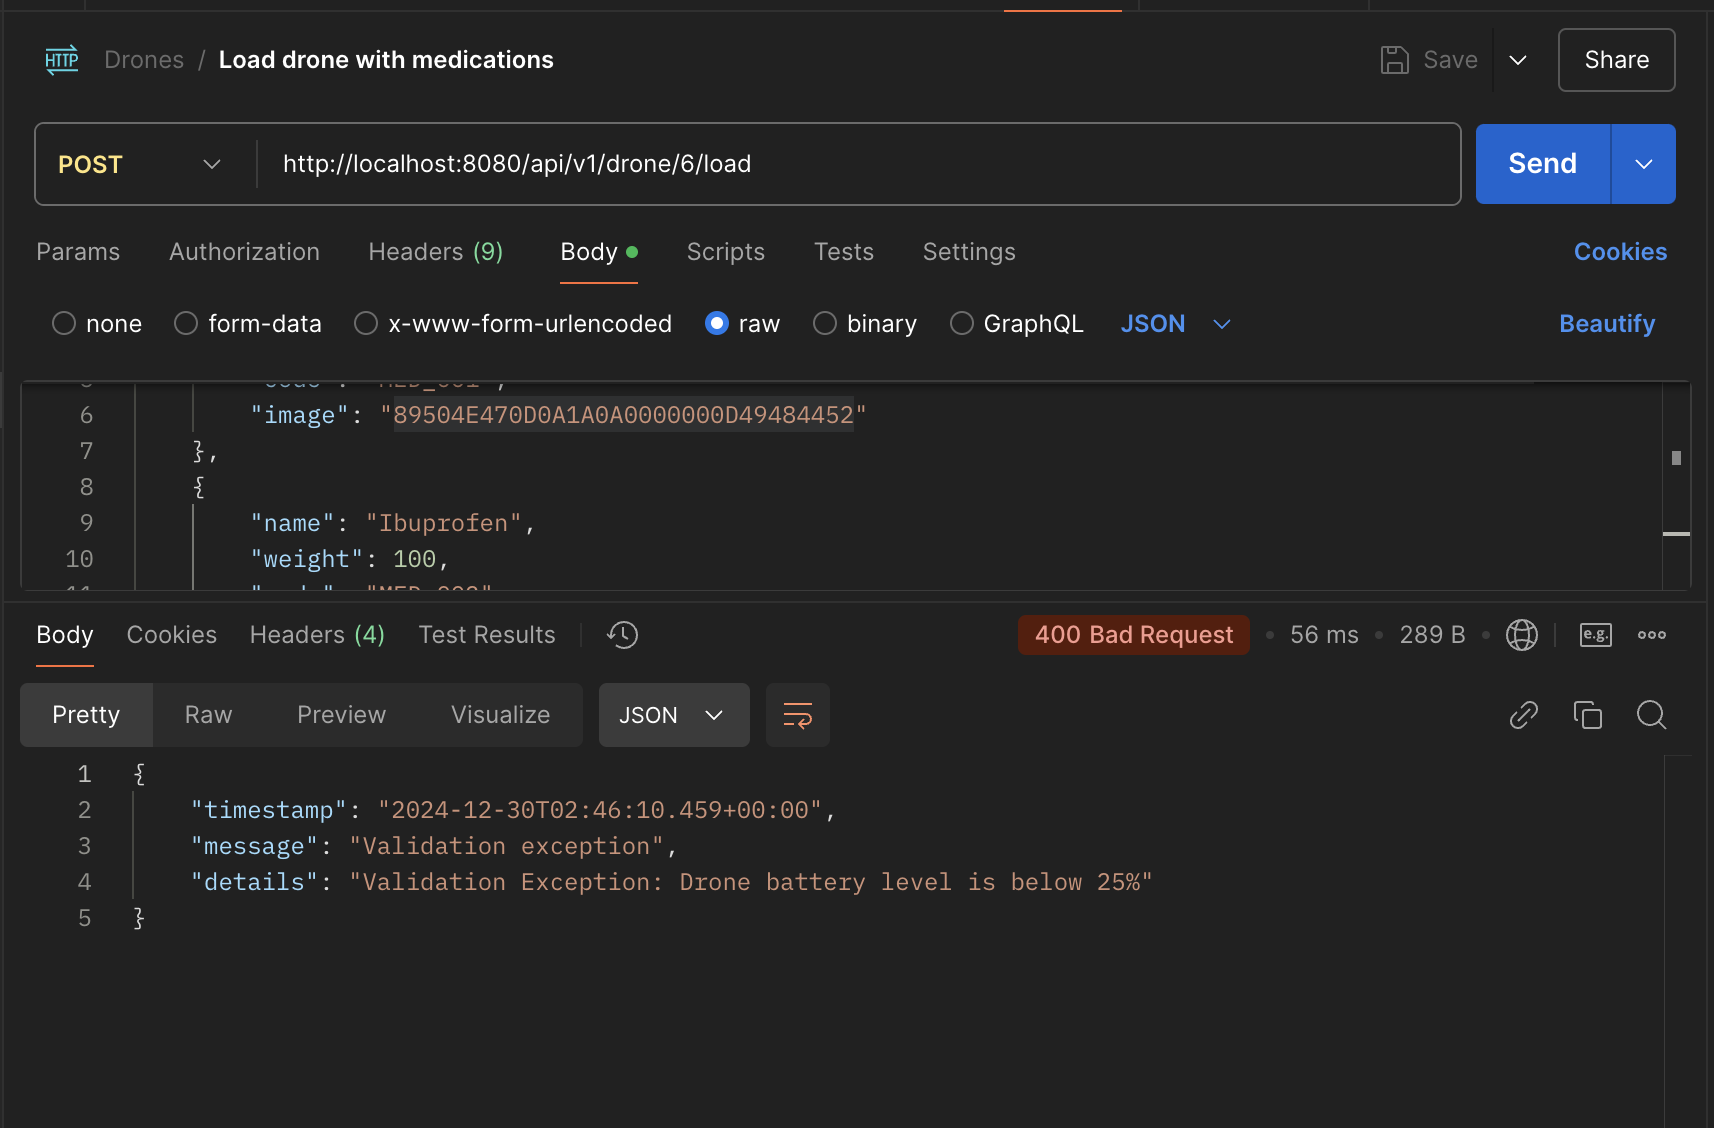 HTTP Drones / Load drone with medications Save Share
POST http://localhost:8080/api/v1/drone/6/load Send
Params Authorization Headers (9) Body Scripts Tests Settings Cookies
none form-data x-www-form-urlencoded raw binary GraphQL JSON Beautify
6 "image": "89504E470D0A1A0A0000000D49484452"
7 },
8 {
9 "name": "Ibuprofen",
10 "weight": 100,
Body Cookies Headers (4) Test Results 400 Bad Request • 56 ms • 289 B • e.g.
Pretty Raw Preview Visualize JSON
1 {
2 "timestamp": "2024-12-30T02:46:10.459+00:00",
3 "message": "Validation exception",
4 "details": "Validation Exception: Drone battery level is below 25%"
5 }